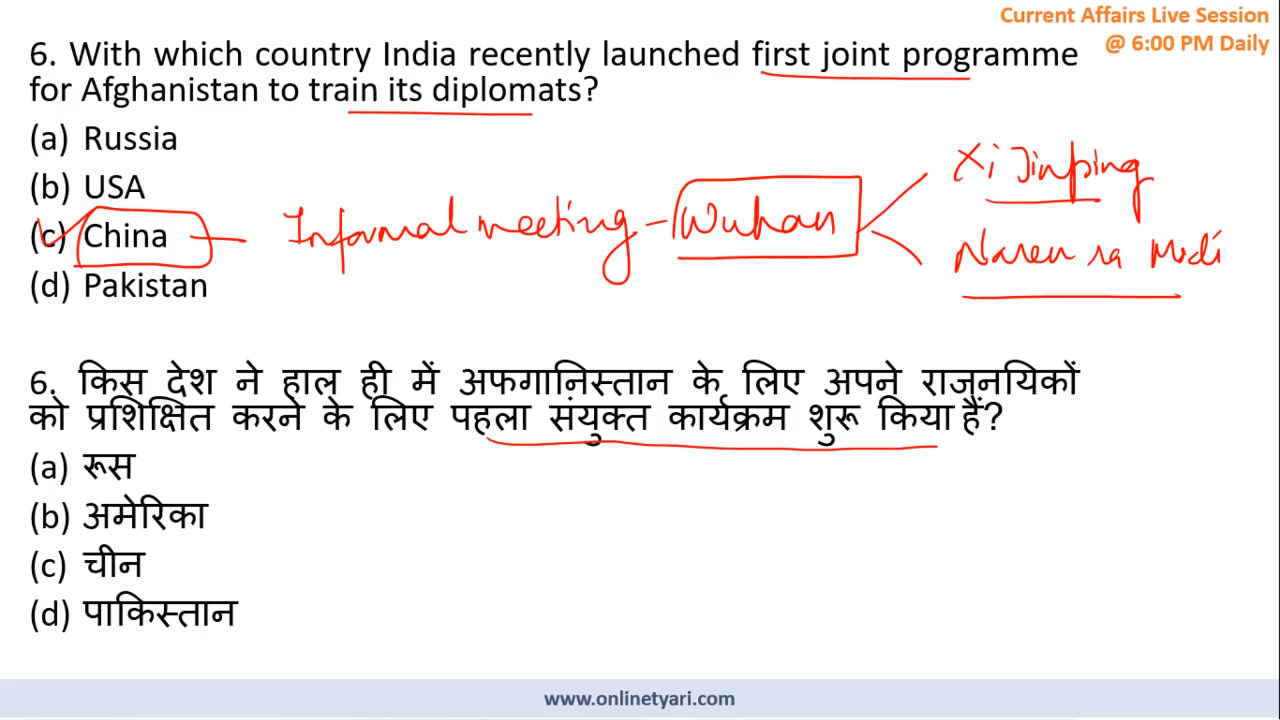 Current Affairs Live Session
@ 6:00 PM Daily
6. With which country India recently launched first joint programme
for Afghanistan to train its diplomats?
(a) Russia
(b) USA
(c) China
Informal meeting - Wuhan
Xi Jinping
Naren ra Modi
(d) Pakistan
6. किस देश ने हाल ही में अफगानिस्तान के लिए अपने राजनयिकों
को प्रशिक्षित करने के लिए पहला संयुक्त कार्यक्रम शुरू किया हैं?
(a) रूस
(b) अमेरिका
(c) चीन
(d) पाकिस्तान
www.onlinetyari.com